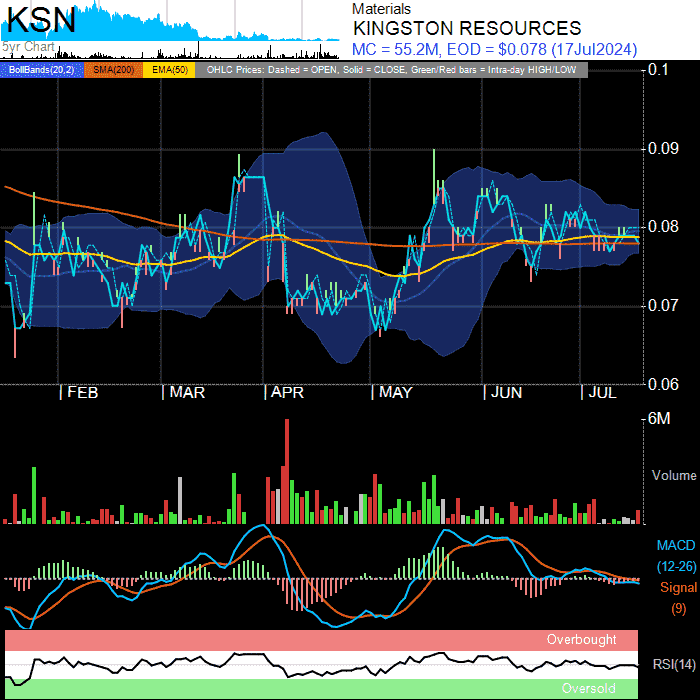 KSN
5yr Chart
Materials
KINGSTON RESOURCES
MC = 55.2M, EOD = $0.078 (17Jul2024)
BollBands(20,2) SMA(200) EMA(50) OHLC Prices: Dashed = OPEN, Solid = CLOSE, Green/Red bars = Intra-day HIGH/LOW
0.1
0.09
0.08
0.07
0.06
FEB MAR APR MAY JUN JUL
6M
Volume
MACD
(12-26)
Signal
(9)
Overbought
RSI(14)
Oversold